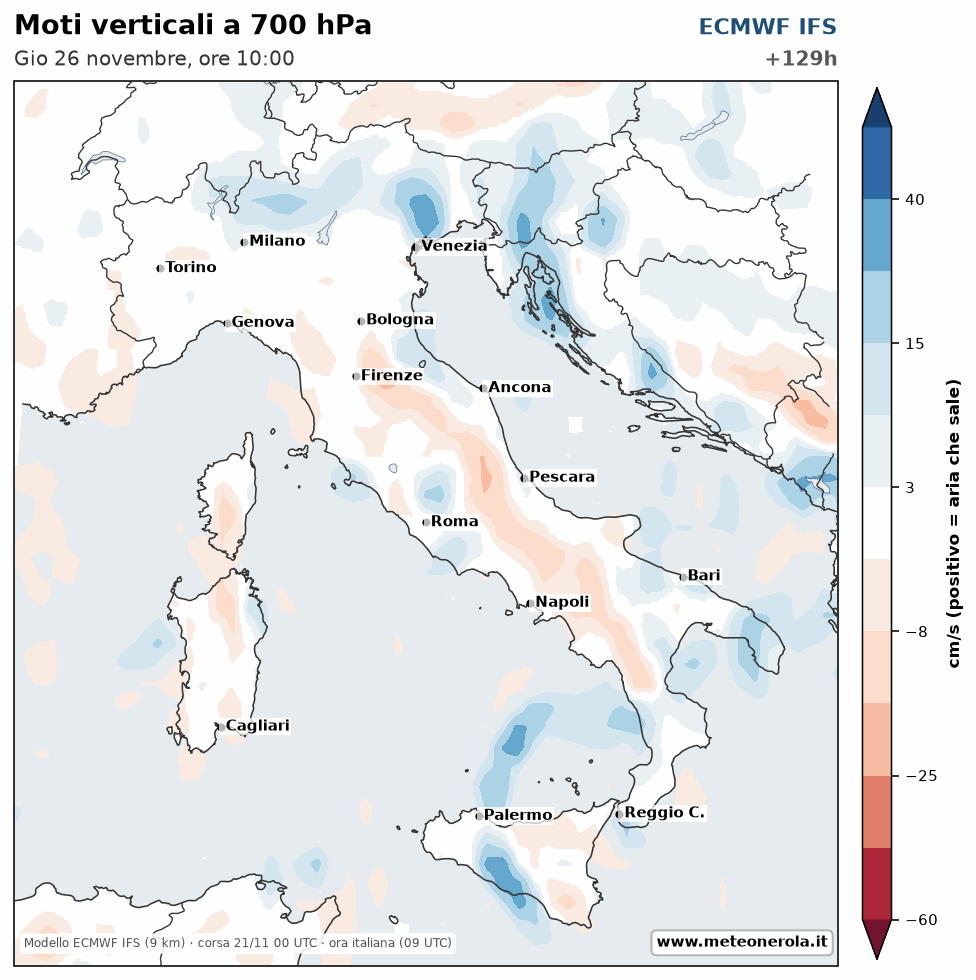 Moti verticali a 700 hPa
ECMWF IFS
Gio 26 novembre, ore 10:00
+129h
Milano
Venezia
Torino
Genova
Bologna
Firenze
Ancona
Pescara
Roma
Bari
Napoli
Cagliari
Palermo
Reggio C.
40
15
3
−8
−25
−60
cm/s (positivo = aria che sale)
Modello ECMWF IFS (9 km) · corsa 21/11 00 UTC · ora italiana (09 UTC)
www.meteonerola.it